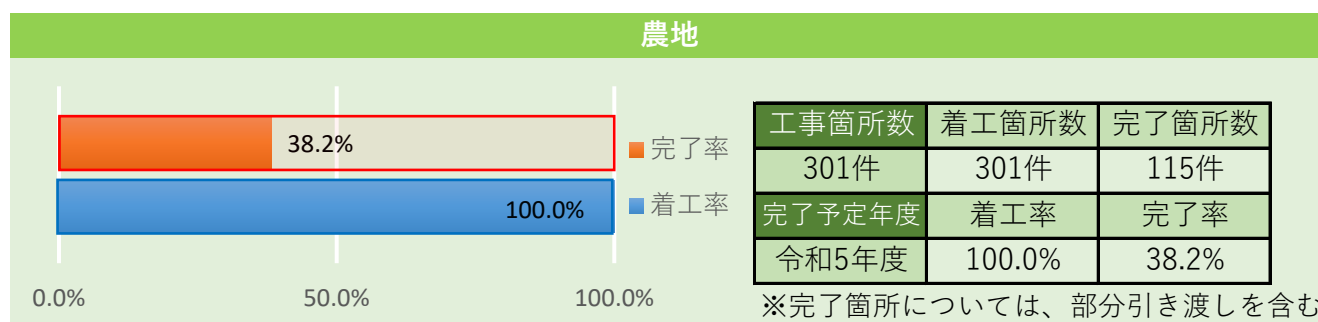 農地
38.2%
100.0%
0.0% 50.0% 100.0%
完了率
着工率
工事箇所数 着工箇所数 完了箇所数
301件 301件 115件
完了予定年度 着工率 完了率
令和5年度 100.0% 38.2%
※完了箇所については、部分引き渡しを含む